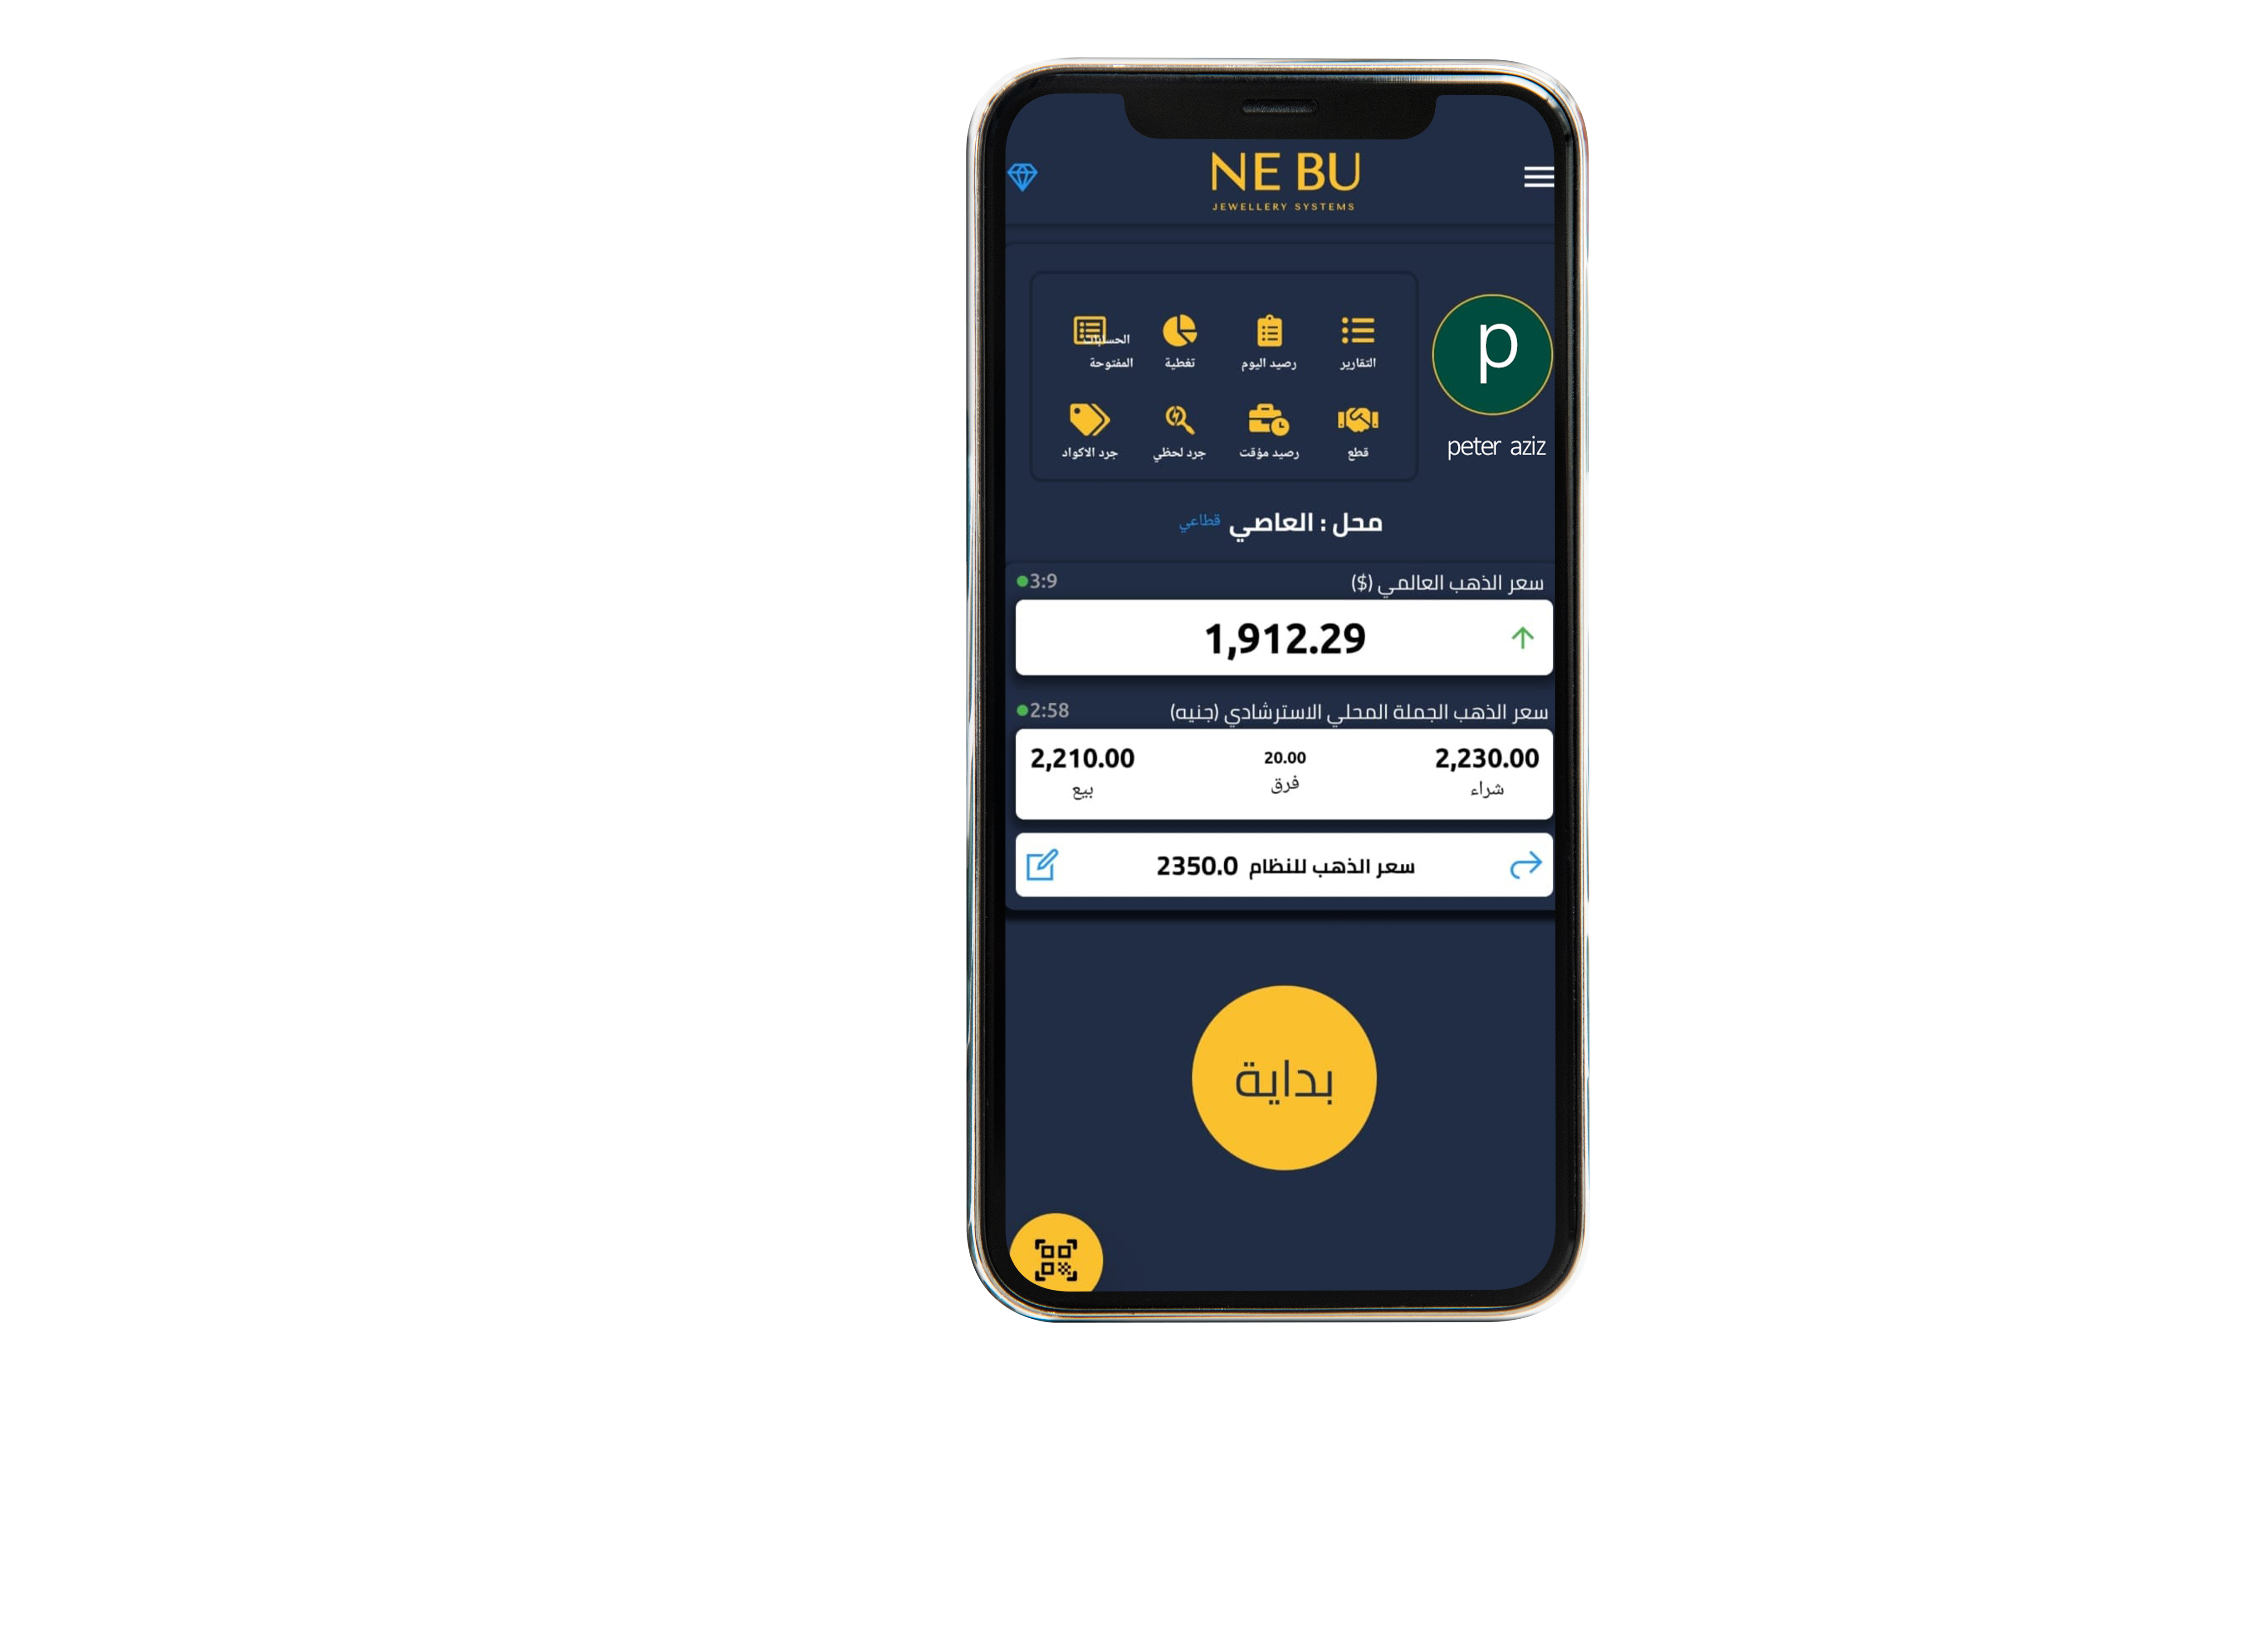 NE BU
JEWELLERY SYSTEMS
التقارير
رصيد اليوم
تغطية
الحسابات
المفتوحة
p
peter aziz
قطع
رصيد مؤقت
جرد لحظي
جرد الاكواد
محل : العاصي قطاعي
سعر الذهب العالمي ($) 3:9
1,912.29
سعر الذهب الجملة المحلي الاسترشادي (جنيه) 2:58
2,230.00 20.00 2,210.00
شراء فرق بيع
سعر الذهب للنظام 2350.0
بداية